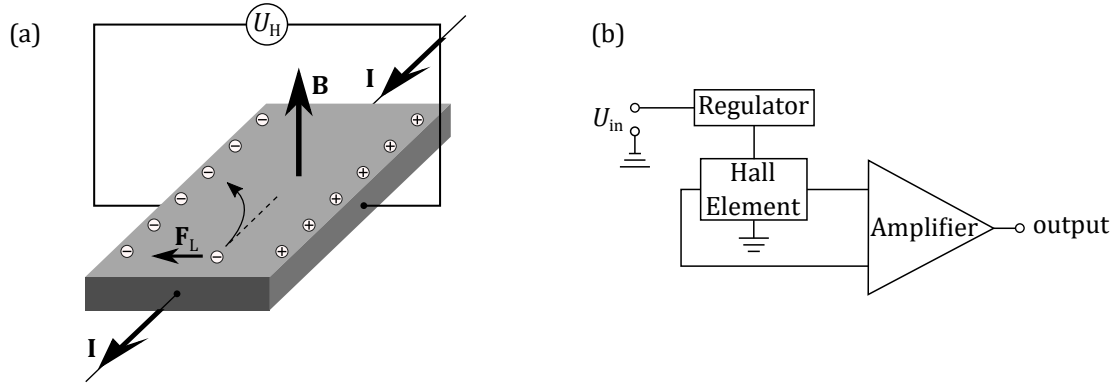 (a)
U_H
I
B
F_L
I
(b)
U_in
Regulator
Hall
Element
Amplifier
output